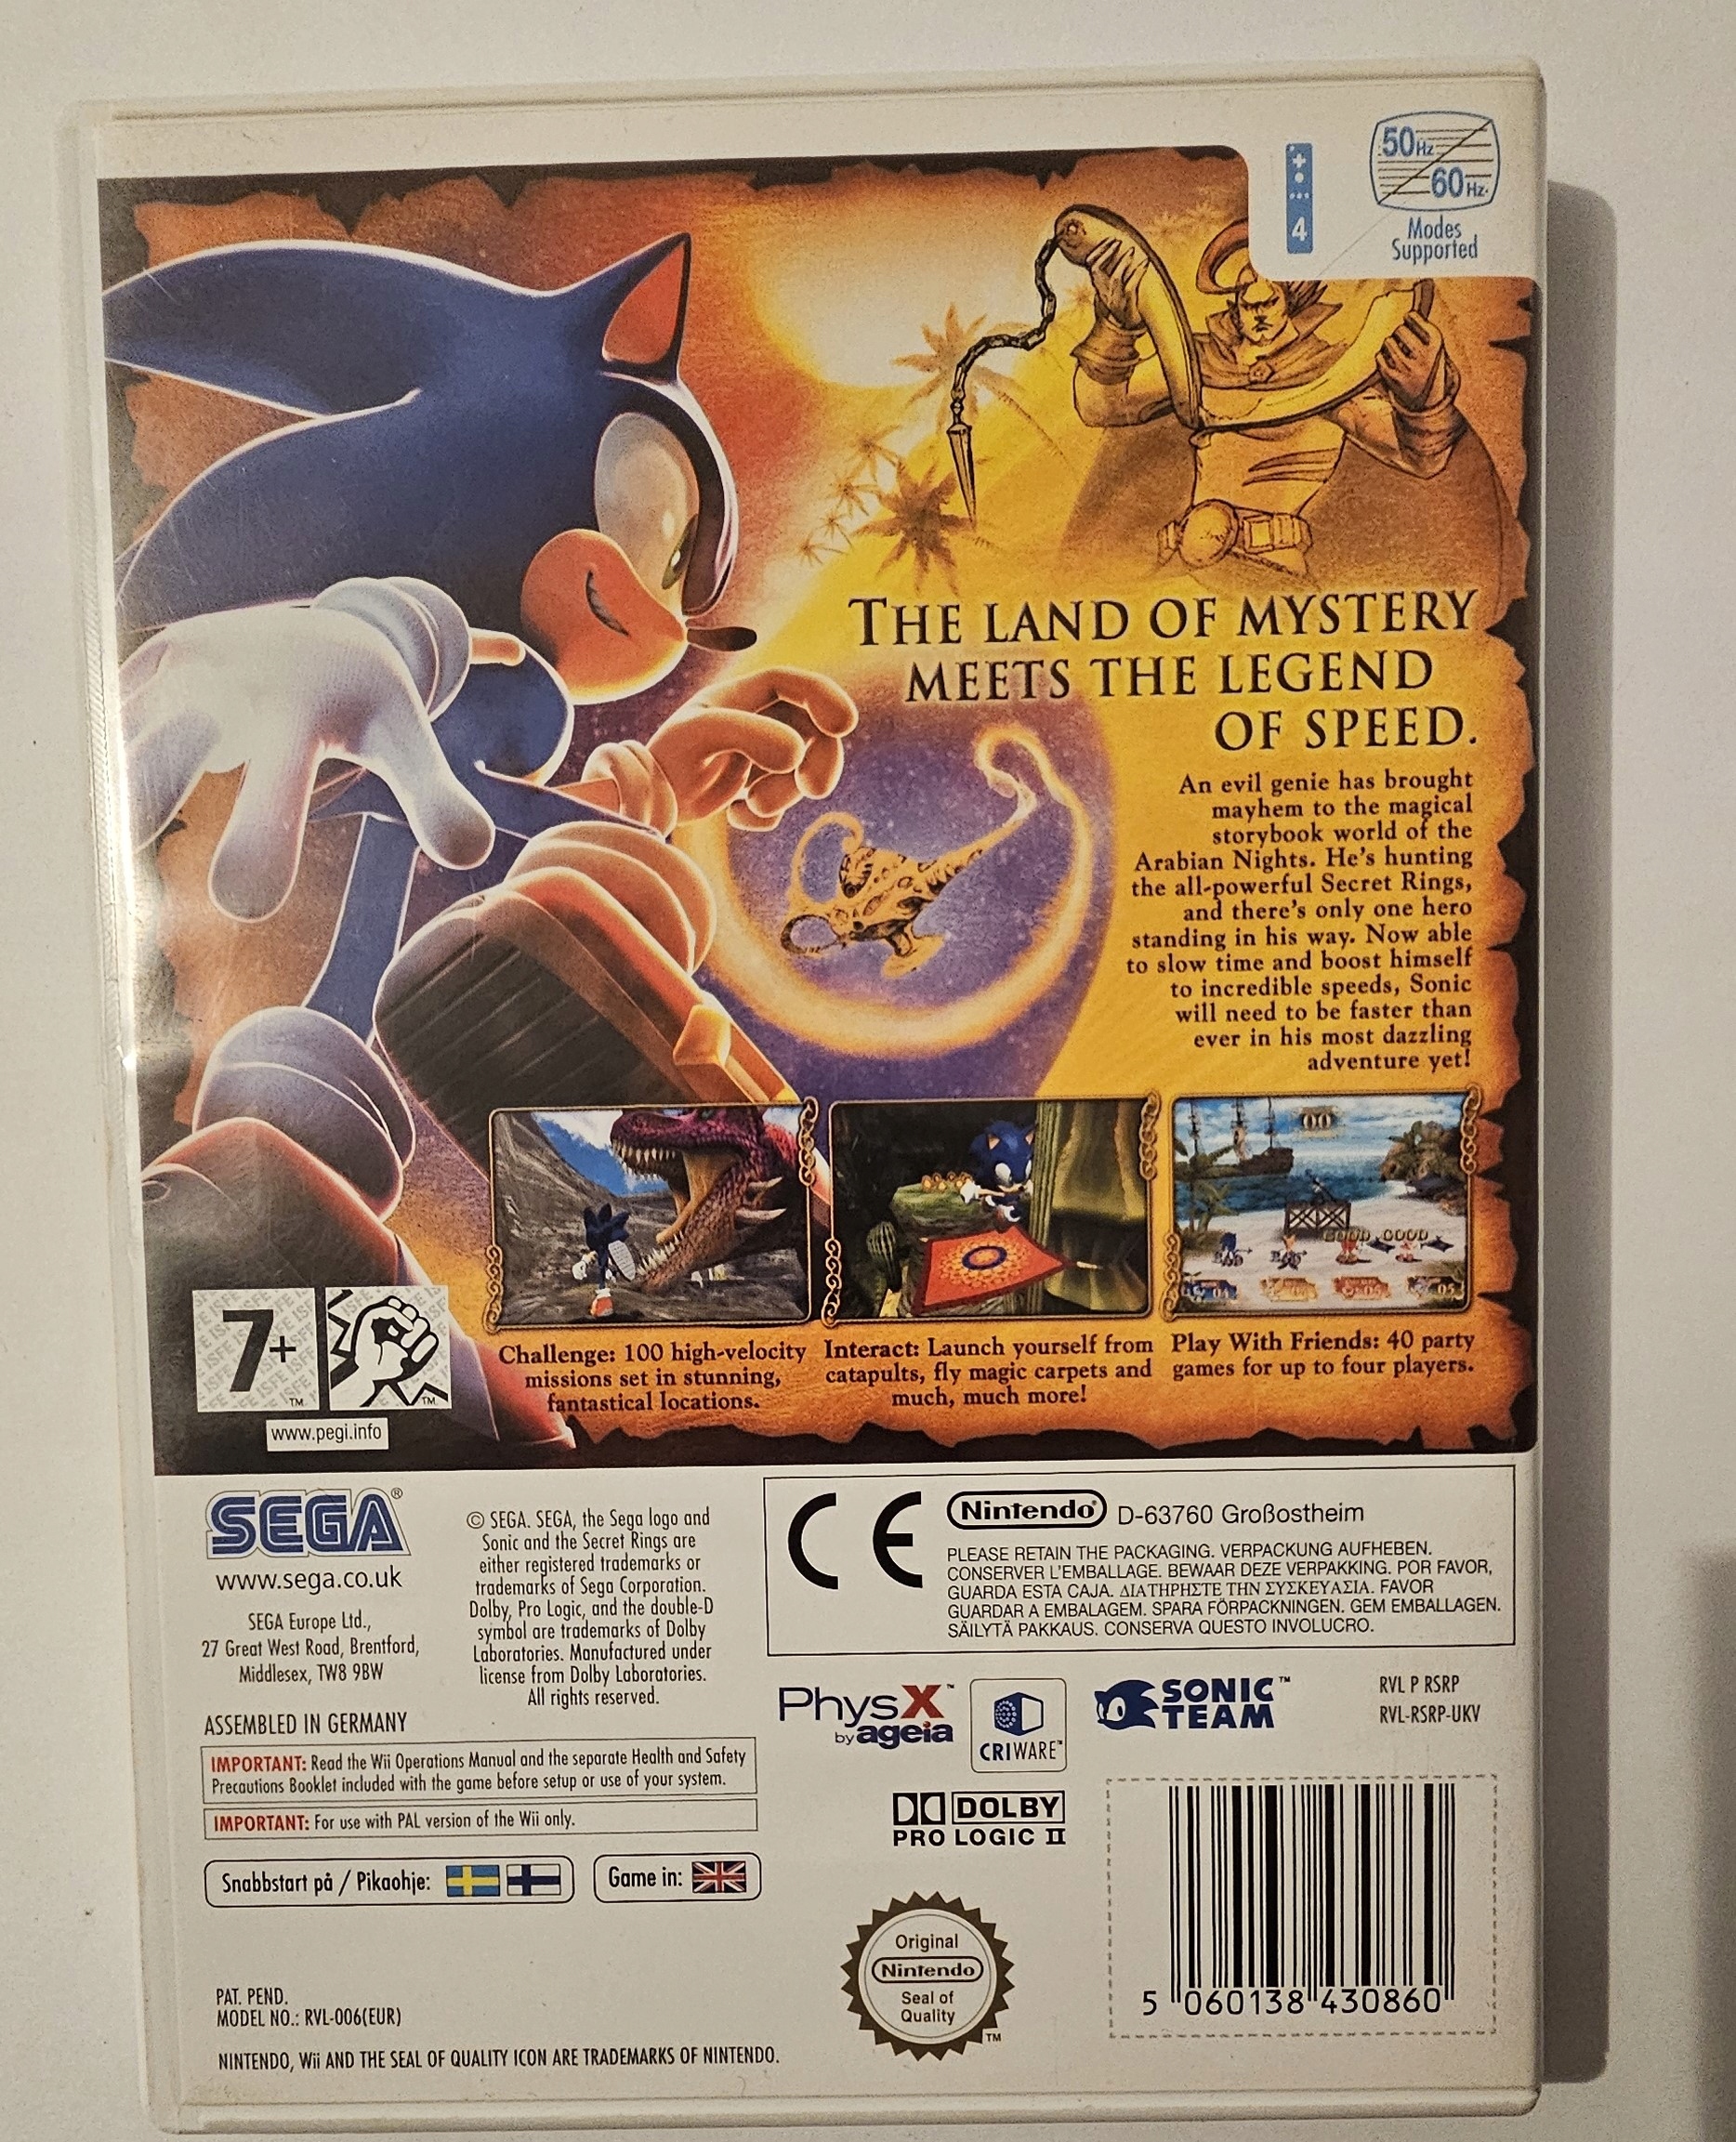 50Hz
60Hz
Modes
Supported
4
THE LAND OF MYSTERY
MEETS THE LEGEND
OF SPEED.
An evil genie has brought
mayhem to the magical
storybook world of the
Arabian Nights. He's hunting
the all-powerful Secret Rings,
and there's only one hero
standing in his way. Now able
to slow time and boost himself
to incredible speeds, Sonic
will need to be faster than
ever in his most dazzling
adventure yet!
00
GOOD GOOD
Challenge: 100 high-velocity
missions set in stunning,
fantastical locations.
Interact: Launch yourself from
catapults, fly magic carpets and
much, much more!
Play With Friends: 40 party
games for up to four players.
7+
TM
TM
www.pegi.info
SEGA®
www.sega.co.uk
SEGA Europe Ltd.,
27 Great West Road, Brentford,
Middlesex, TW8 9BW
© SEGA. SEGA, the Sega logo and
Sonic and the Secret Rings are
either registered trademarks or
trademarks of Sega Corporation.
Dolby, Pro Logic, and the double-D
symbol are trademarks of Dolby
Laboratories. Manufactured under
license from Dolby Laboratories.
All rights reserved.
CE
Nintendo® D-63760 Großostheim
PLEASE RETAIN THE PACKAGING. VERPACKUNG AUFHEBEN.
CONSERVER L'EMBALLAGE. BEWAAR DEZE VERPAKKING. POR FAVOR,
GUARDA ESTA CAJA. ΔΙΑΤΗΡΗΣΤΕ ΤΗΝ ΣΥΣΚΕΥΑΣΙΑ. FAVOR
GUARDAR A EMBALAGEM. SPARA FÖRPACKNINGEN. GEM EMBALLAGEN.
SÄILYTÄ PAKKAUS. CONSERVA QUESTO INVOLUCRO.
ASSEMBLED IN GERMANY
IMPORTANT: Read the Wii Operations Manual and the separate Health and Safety
Precautions Booklet included with the game before setup or use of your system.
IMPORTANT: For use with PAL version of the Wii only.
Snabbstart på / Pikaohje:
Game in:
PhysX™
by ageia
CRIWARE™
SONIC™
TEAM
RVL P RSRP
RVL-RSRP-UKV
DOLBY
PRO LOGIC II
Original
Nintendo
Seal of
Quality
TM
5 060138 430860
PAT. PEND.
MODEL NO.: RVL-006(EUR)
NINTENDO, Wii AND THE SEAL OF QUALITY ICON ARE TRADEMARKS OF NINTENDO.